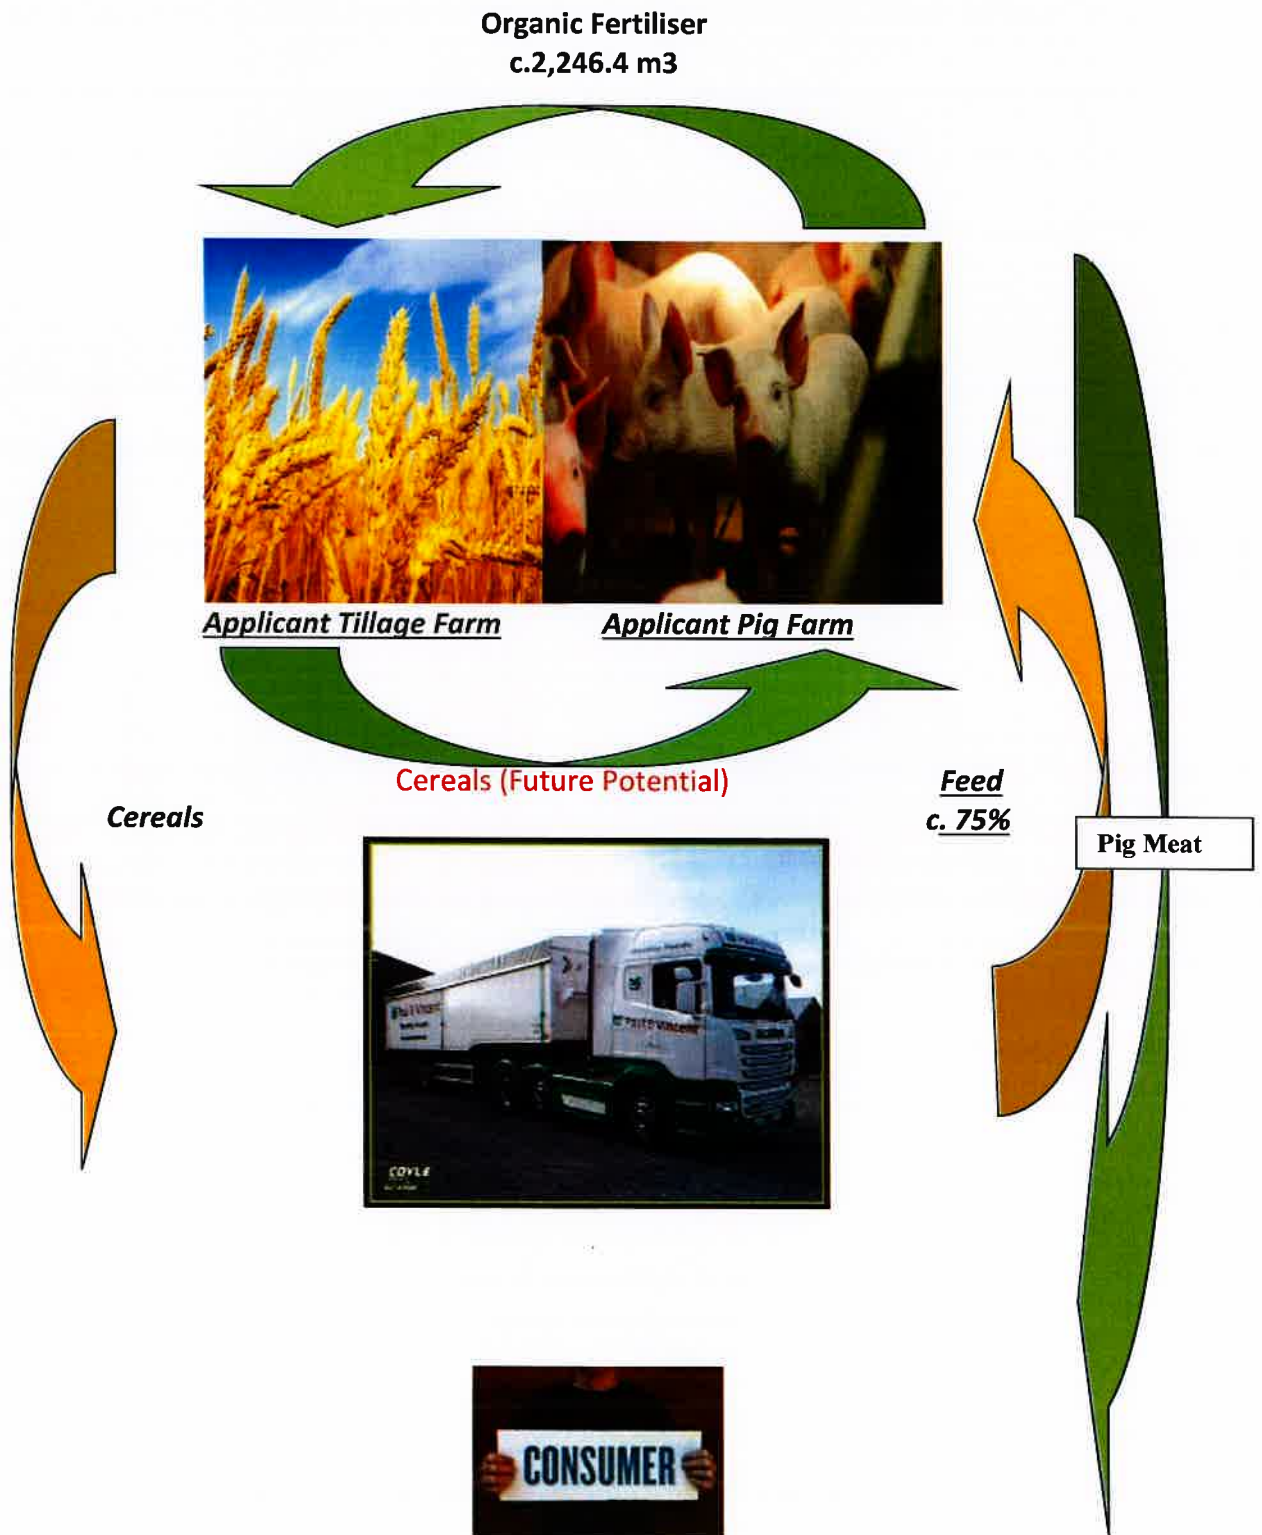 Organic Fertiliser
c.2,246.4 m3
Applicant Tillage Farm
Applicant Pig Farm
Cereals (Future Potential)
Cereals
Feed
c. 75%
Pig Meat
COYLE
CONSUMER